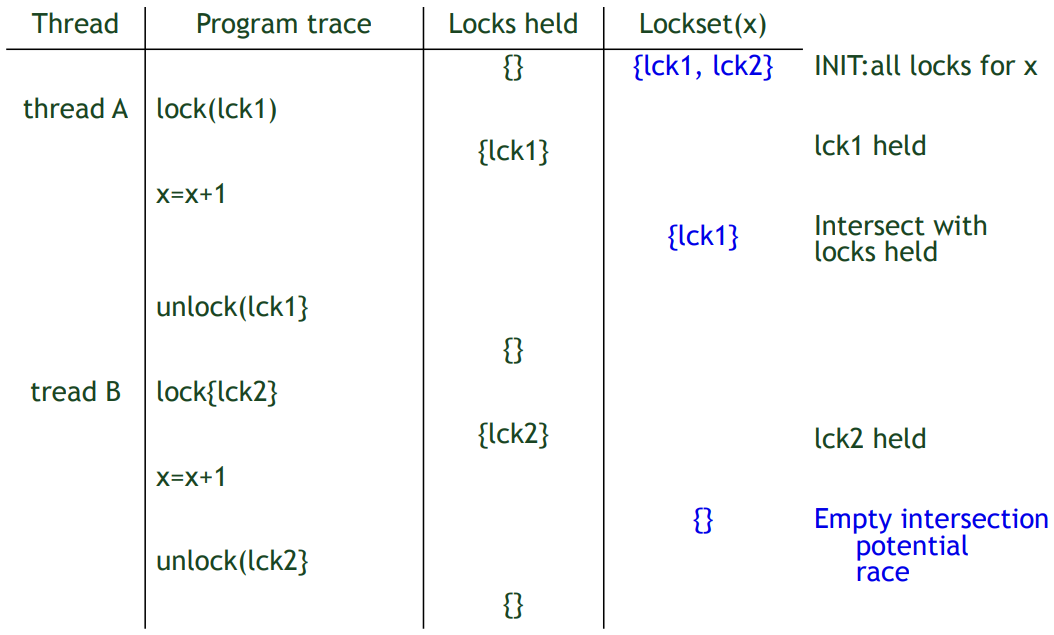 Thread Program trace Locks held Lockset(x)
{} {lck1, lck2} INIT:all locks for x
thread A lock(lck1)
{lck1} lck1 held
x=x+1
{lck1} Intersect with
locks held
unlock(lck1}
{}
tread B lock{lck2}
{lck2} lck2 held
x=x+1
{} Empty intersection
potential
unlock(lck2} race
{}